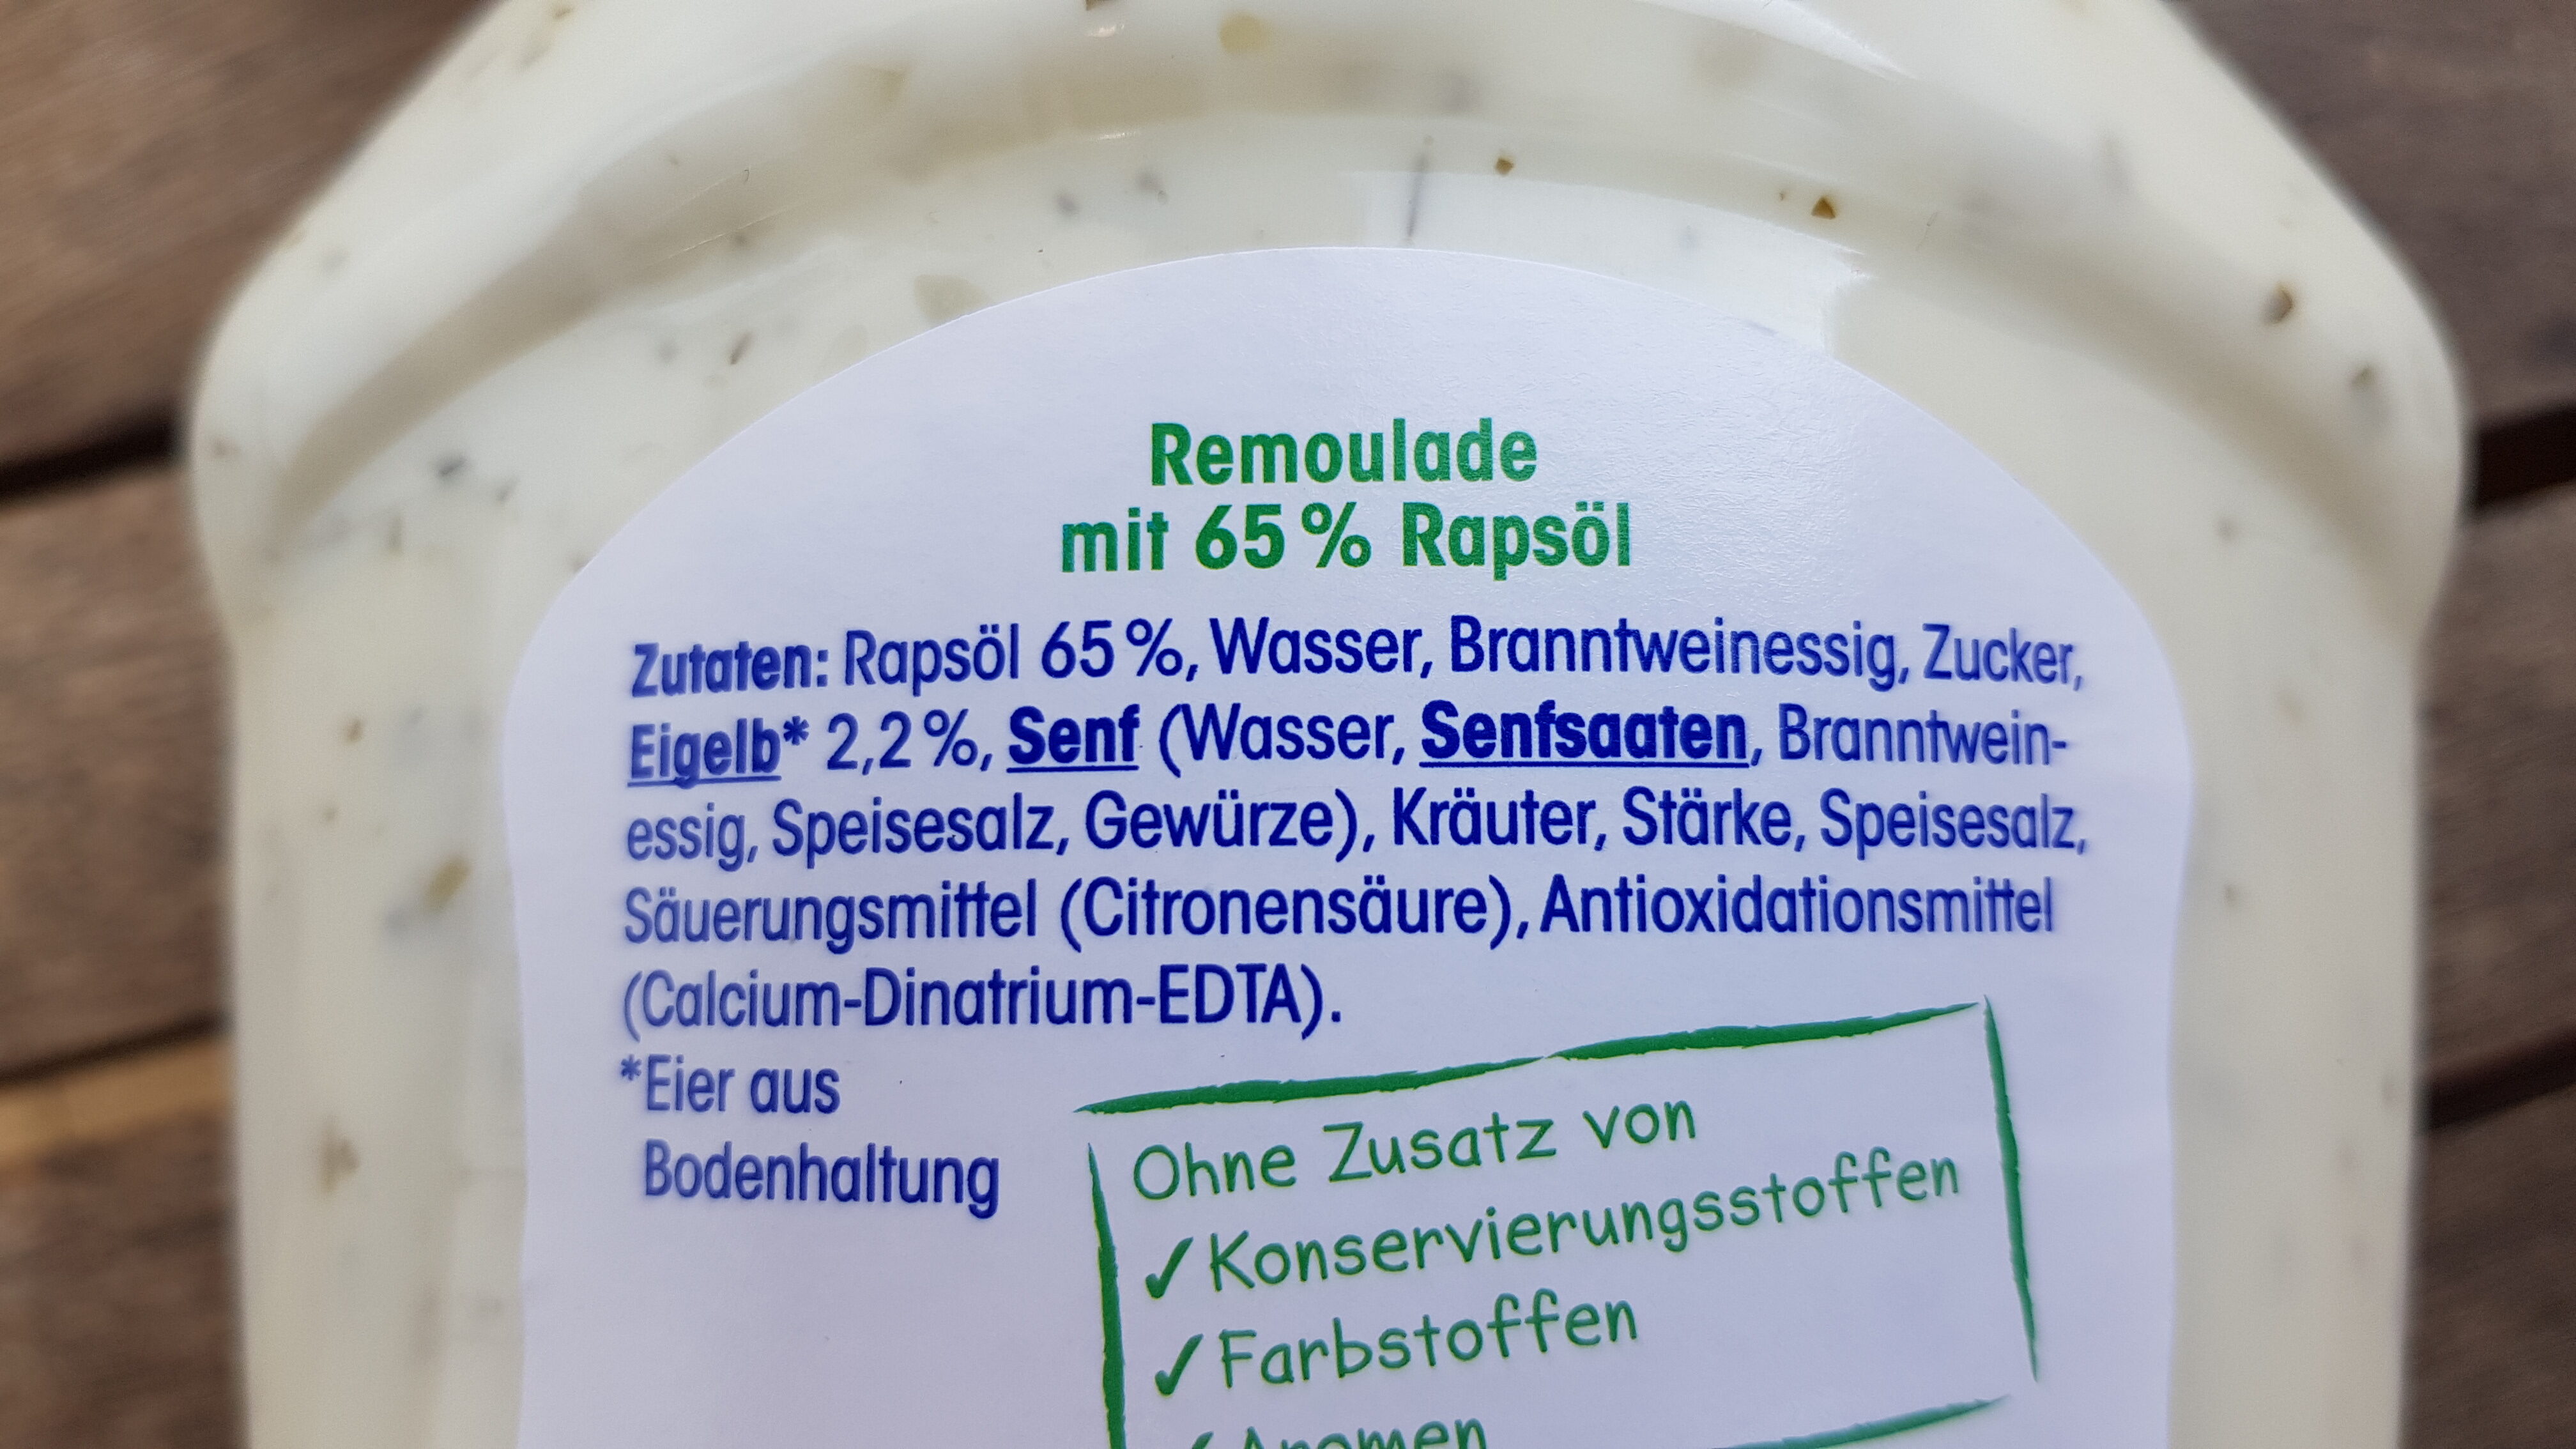 Remoulade
mit 65% Rapsöl
Zutaten: Rapsöl 65%, Wasser, Branntweinessig, Zucker,
Eigelb* 2,2%, Senf (Wasser, Senfsaaten, Branntwein-
essig, Speisesalz, Gewürze), Kräuter, Stärke, Speisesalz,
Säuerungsmittel (Citronensäure), Antioxidationsmittel
(Calcium-Dinatrium-EDTA).
*Eier aus
Bodenhaltung
Ohne Zusatz von
✓Konservierungsstoffen
✓Farbstoffen
✓Aromen